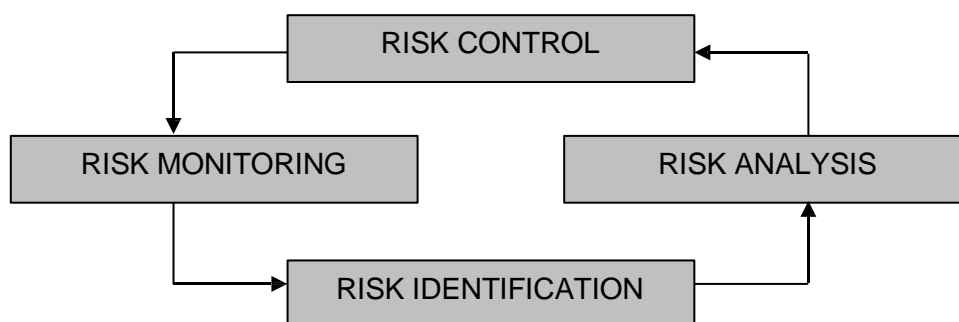 RISK CONTROL
RISK MONITORING
RISK ANALYSIS
RISK IDENTIFICATION